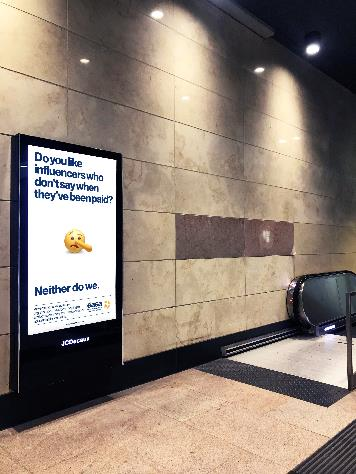 Do you like
influencers who
don't say when
they've been paid?
Neither do we.
JCDecaux